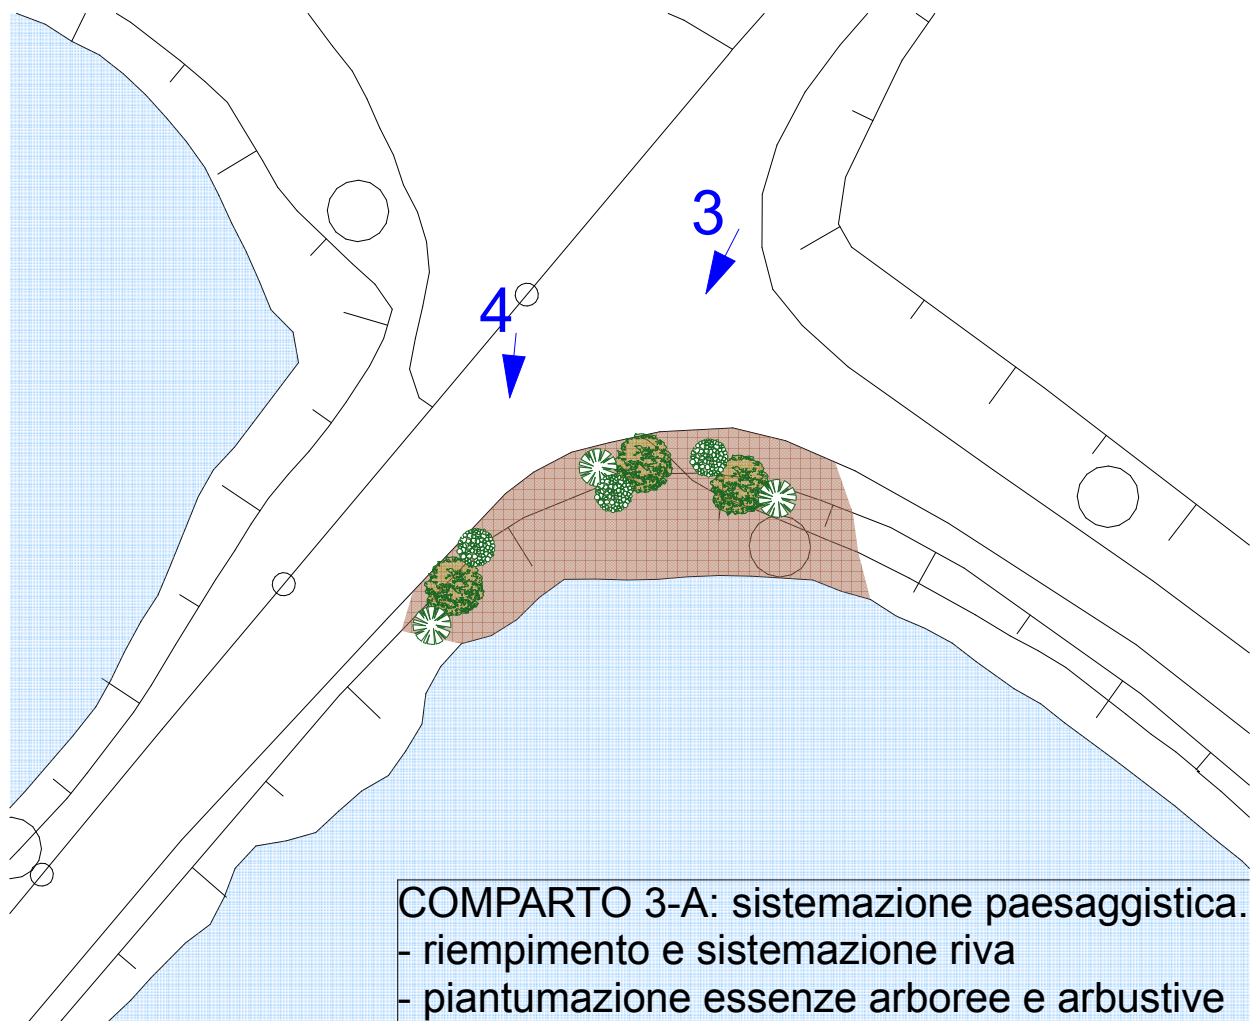 3
4
COMPARTO 3-A: sistemazione paesaggistica.
- riempimento e sistemazione riva
- piantumazione essenze arboree e arbustive